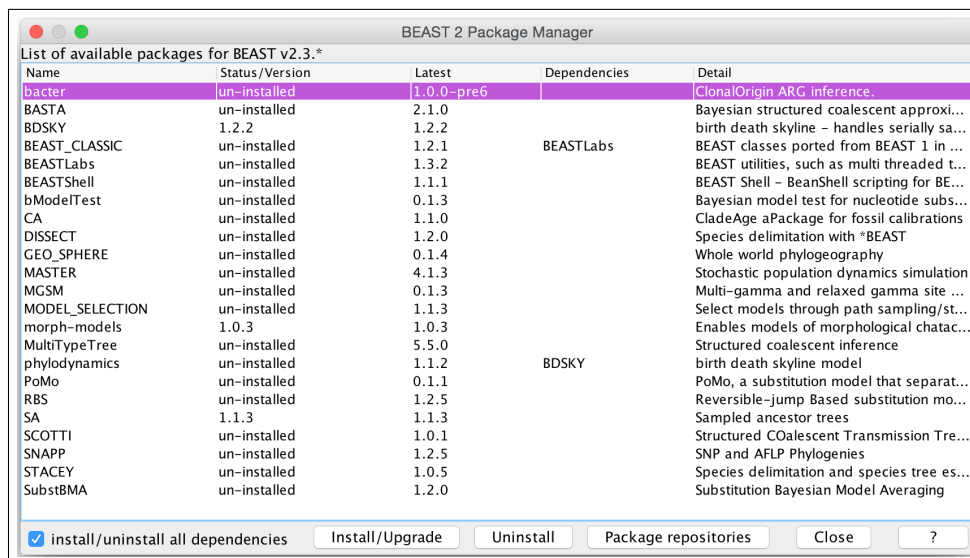 BEAST 2 Package Manager
List of available packages for BEAST v2.3.*
Name Status/Version Latest Dependencies Detail
bacter un-installed 1.0.0-pre6 ClonalOrigin ARG inference.
BASTA un-installed 2.1.0 Bayesian structured coalescent approxi...
BDSKY 1.2.2 1.2.2 birth death skyline – handles serially sa...
BEAST_CLASSIC un-installed 1.2.1 BEASTLabs BEAST classes ported from BEAST 1 in ...
BEASTLabs un-installed 1.3.2 BEAST utilities, such as multi threaded t...
BEASTShell un-installed 1.1.1 BEAST Shell – BeanShell scripting for BE...
bModelTest un-installed 0.1.3 Bayesian model test for nucleotide subs...
CA un-installed 1.1.0 CladeAge aPackage for fossil calibrations
DISSECT un-installed 1.2.0 Species delimitation with *BEAST
GEO_SPHERE un-installed 0.1.4 Whole world phylogeography
MASTER un-installed 4.1.3 Stochastic population dynamics simulation
MGSM un-installed 0.1.3 Multi-gamma and relaxed gamma site ...
MODEL_SELECTION un-installed 1.1.3 Select models through path sampling/st...
morph-models 1.0.3 1.0.3 Enables models of morphological chatac...
MultiTypeTree un-installed 5.5.0 Structured coalescent inference
phylodynamics un-installed 1.1.2 BDSKY birth death skyline model
PoMo un-installed 0.1.1 PoMo, a substitution model that separat...
RBS un-installed 1.2.5 Reversible-jump Based substitution mo...
SA 1.1.3 1.1.3 Sampled ancestor trees
SCOTTI un-installed 1.0.1 Structured COalescent Transmission Tre...
SNAPP un-installed 1.2.5 SNP and AFLP Phylogenies
STACEY un-installed 1.0.5 Species delimitation and species tree es...
SubstBMA un-installed 1.2.0 Substitution Bayesian Model Averaging
install/uninstall all dependencies Install/Upgrade Uninstall Package repositories Close ?